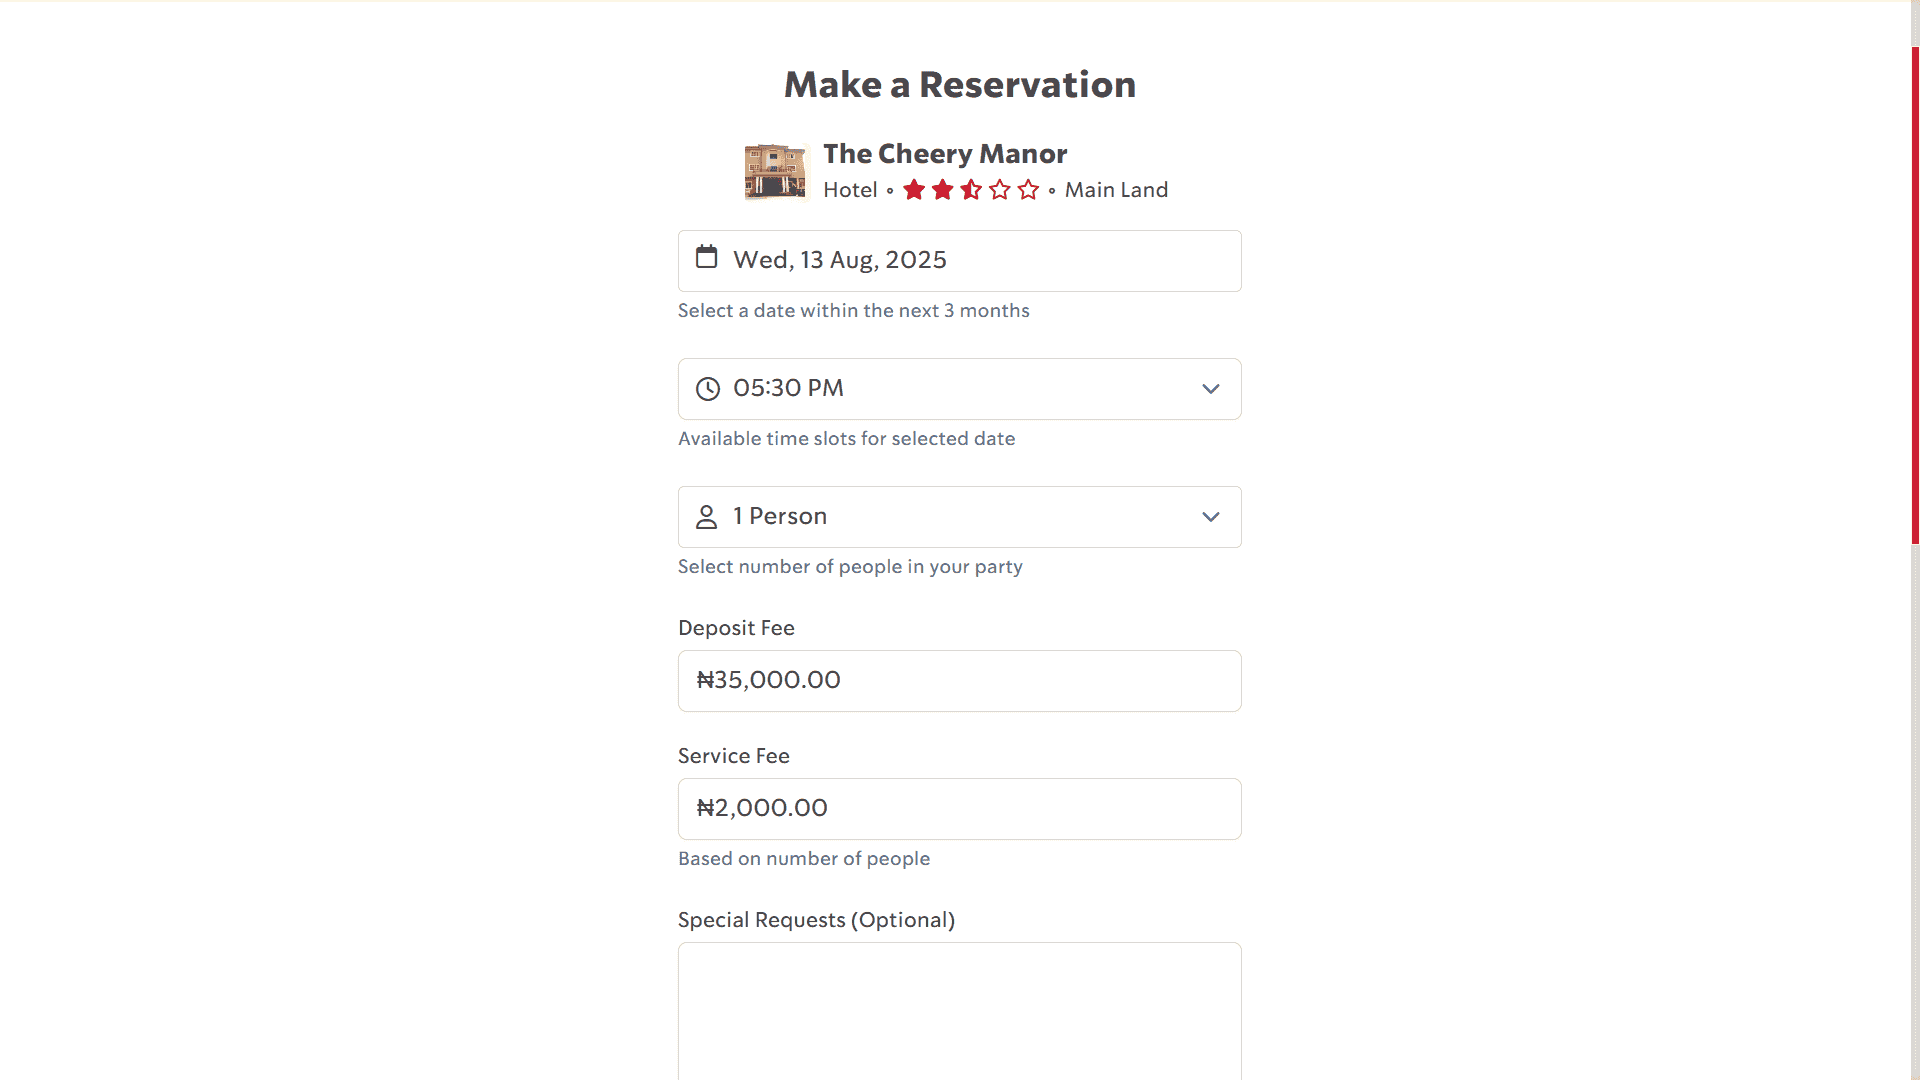 Make a Reservation
The Cheery Manor
Hotel • Main Land
Wed, 13 Aug, 2025
Select a date within the next 3 months
05:30 PM
Available time slots for selected date
1 Person
Select number of people in your party
Deposit Fee
₦35,000.00
Service Fee
₦2,000.00
Based on number of people
Special Requests (Optional)